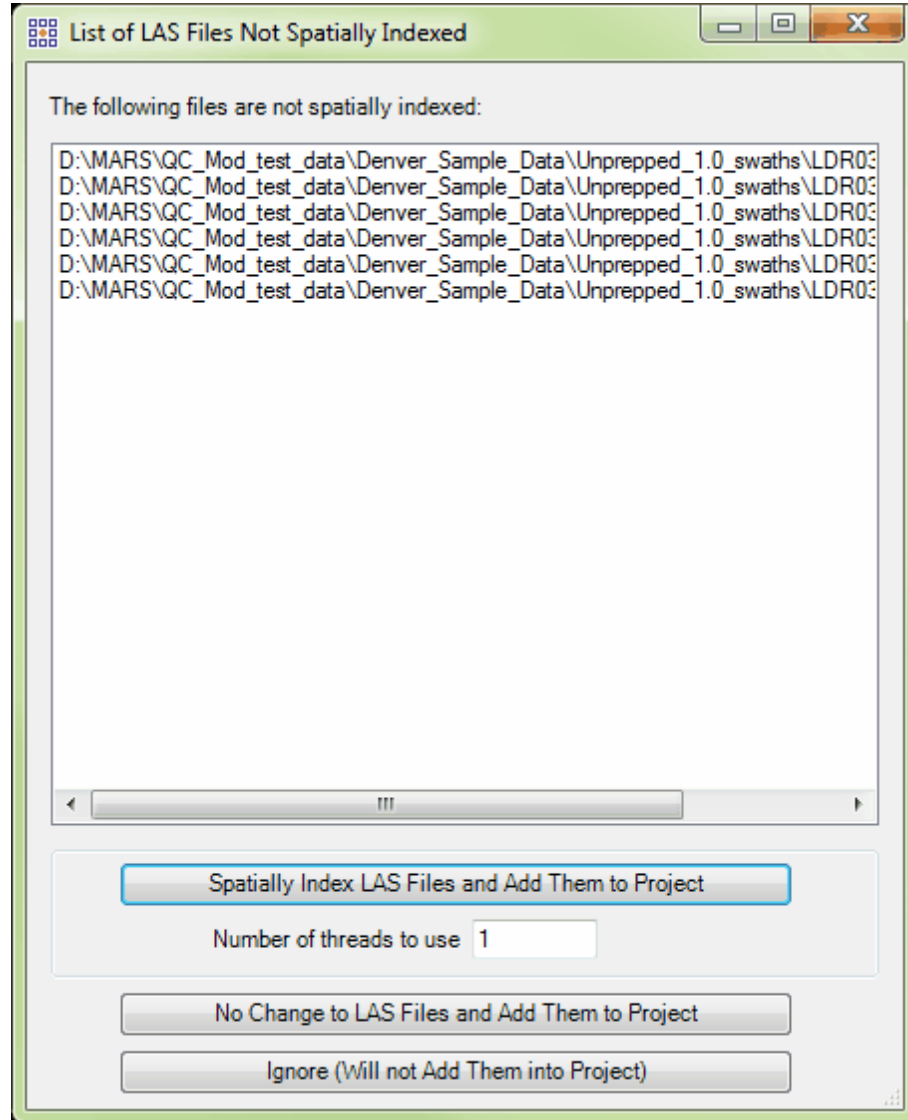 List of LAS Files Not Spatially Indexed
The following files are not spatially indexed:
D:\MARS\QC_Mod_test_data\Denver_Sample_Data\Unprepped_1.0_swaths\LDR03
D:\MARS\QC_Mod_test_data\Denver_Sample_Data\Unprepped_1.0_swaths\LDR03
D:\MARS\QC_Mod_test_data\Denver_Sample_Data\Unprepped_1.0_swaths\LDR03
D:\MARS\QC_Mod_test_data\Denver_Sample_Data\Unprepped_1.0_swaths\LDR03
D:\MARS\QC_Mod_test_data\Denver_Sample_Data\Unprepped_1.0_swaths\LDR03
D:\MARS\QC_Mod_test_data\Denver_Sample_Data\Unprepped_1.0_swaths\LDR03
Spatially Index LAS Files and Add Them to Project
Number of threads to use 1
No Change to LAS Files and Add Them to Project
Ignore (Will not Add Them into Project)